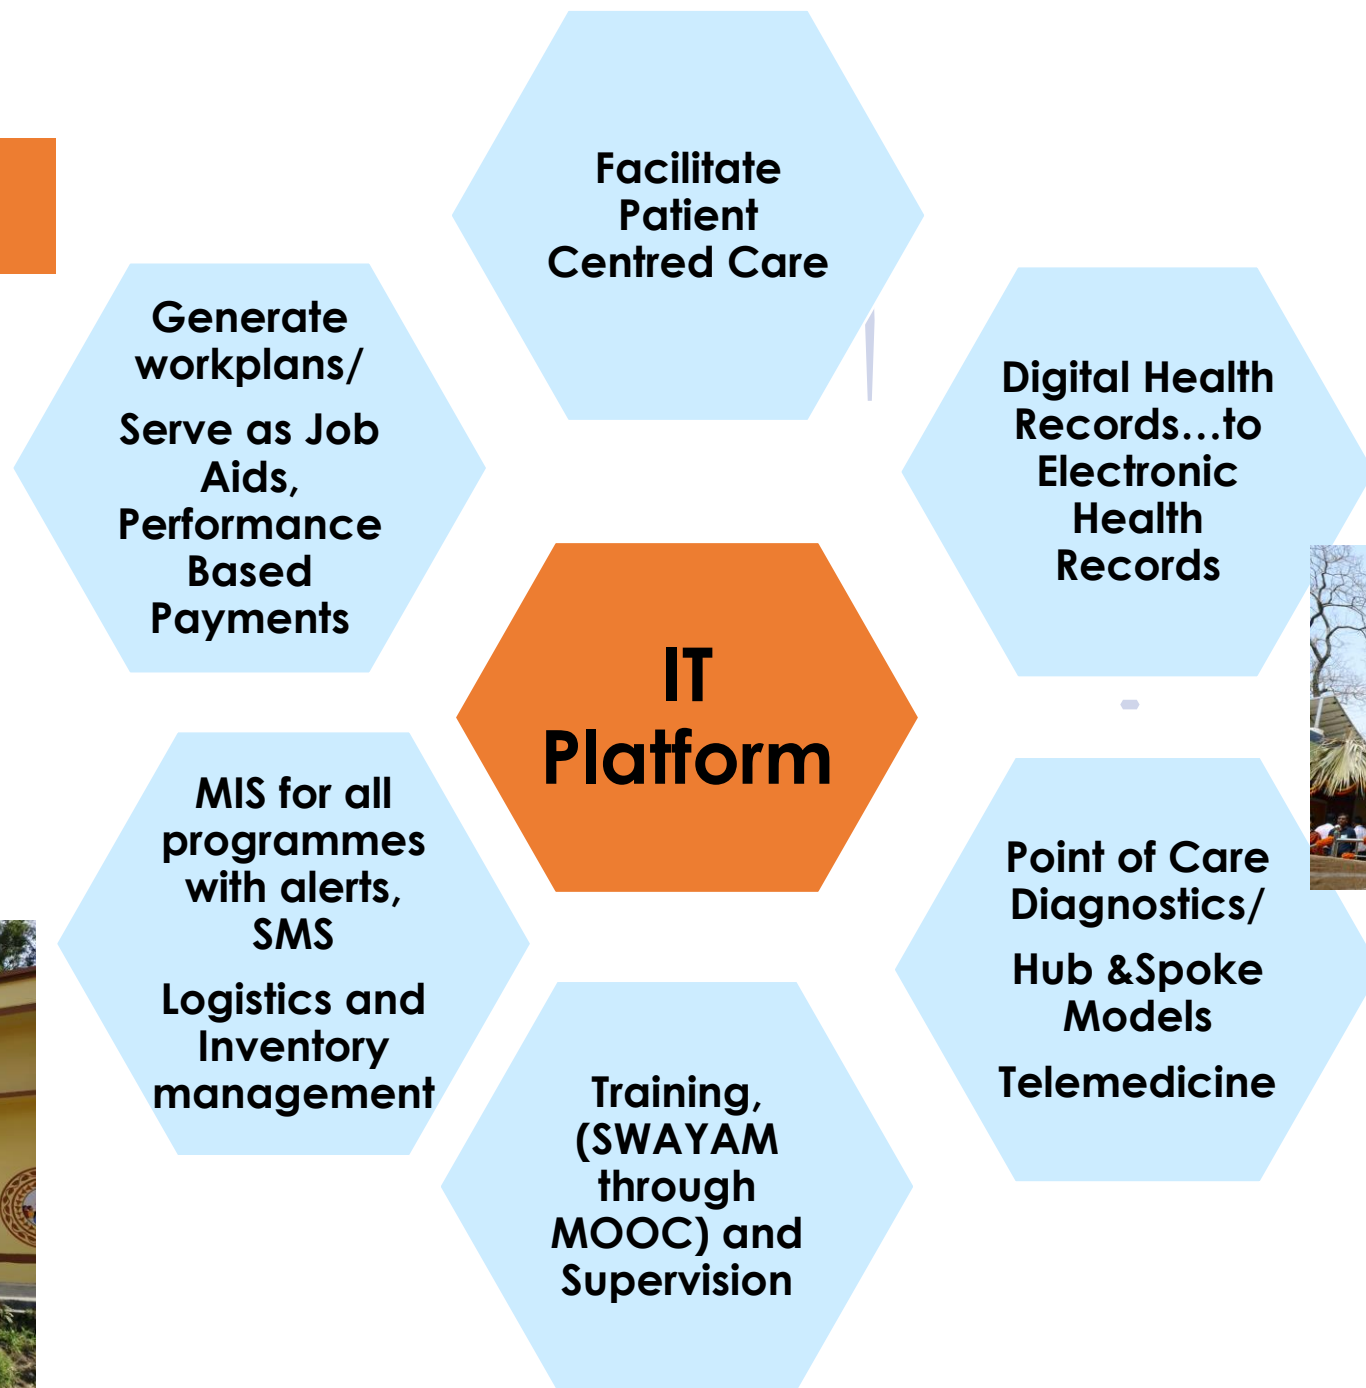 Facilitate
Patient
Centred Care
Digital Health
Records...to
Electronic
Health
Records
Point of Care
Diagnostics/
Hub &Spoke
Models
Telemedicine
Training,
(SWAYAM
through
MOOC) and
Supervision
MIS for all
programmes
with alerts,
SMS
Logistics and
Inventory
management
Generate
workplans/
Serve as Job
Aids,
Performance
Based
Payments
IT
Platform